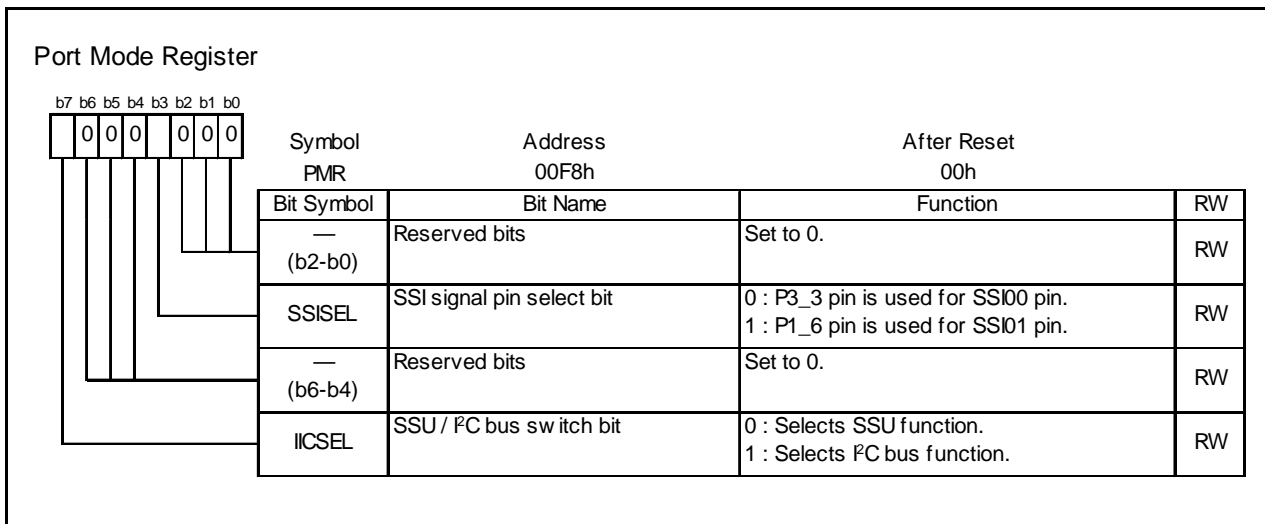 Port Mode Register
b7 b6 b5 b4 b3 b2 b1 b0
0 0 0 0 0 0
Symbol Address After Reset
PMR 00F8h 00h
Bit Symbol Bit Name Function RW
— Reserved bits Set to 0. RW
(b2-b0)
SSISEL SSI signal pin select bit 0 : P3_3 pin is used for SSI00 pin. RW
1 : P1_6 pin is used for SSI01 pin.
— Reserved bits Set to 0. RW
(b6-b4)
IICSEL SSU / I²C bus switch bit 0 : Selects SSU function. RW
1 : Selects I²C bus function.